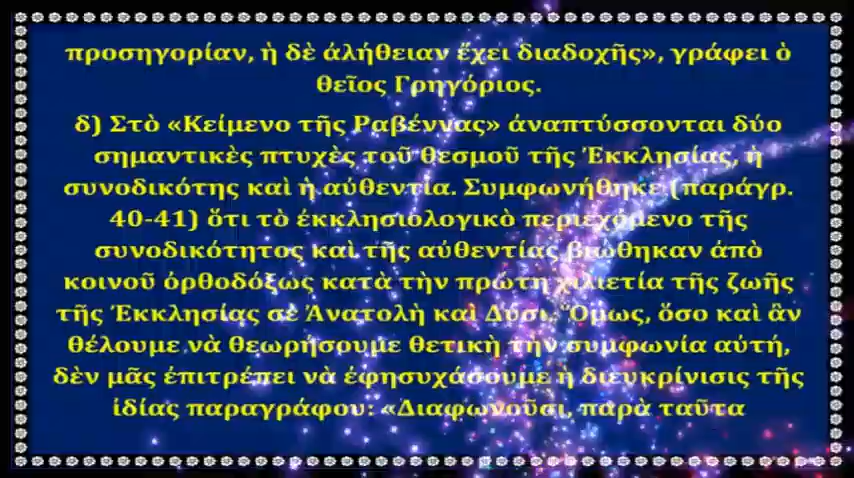 προσηγορίαν, ἡ δὲ ἀλήθειαν ἔχει διαδοχῆς», γράφει ὁ
θεῖος Γρηγόριος.
δ) Στὸ «Κείμενο τῆς Ραβέννας» ἀναπτύσσονται δύο
σημαντικὲς πτυχὲς τοῦ θεσμοῦ τῆς Ἐκκλησίας, ἡ
συνοδικότης καὶ ἡ αὐθεντία. Συμφωνήθηκε (παράγρ.
40-41) ὅτι τὸ ἐκκλησιολογικὸ περιεχόμενο τῆς
συνοδικότητος καὶ τῆς αὐθεντίας βιώθηκαν ἀπὸ
κοινοῦ ὀρθοδόξως κατὰ τὴν πρώτη χιλιετία τῆς ζωῆς
τῆς Ἐκκλησίας σὲ Ἀνατολὴ καὶ Δύσι. Ὅμως, ὅσο καὶ ἂν
θέλουμε νὰ θεωρήσουμε θετικὴ τὴν συμφωνία αὐτή,
δὲν μᾶς ἐπιτρέπει νὰ ἐφησυχάσουμε ἡ διευκρίνισις τῆς
ἰδίας παραγράφου: «Διαφωνοῦσι, παρὰ ταῦτα